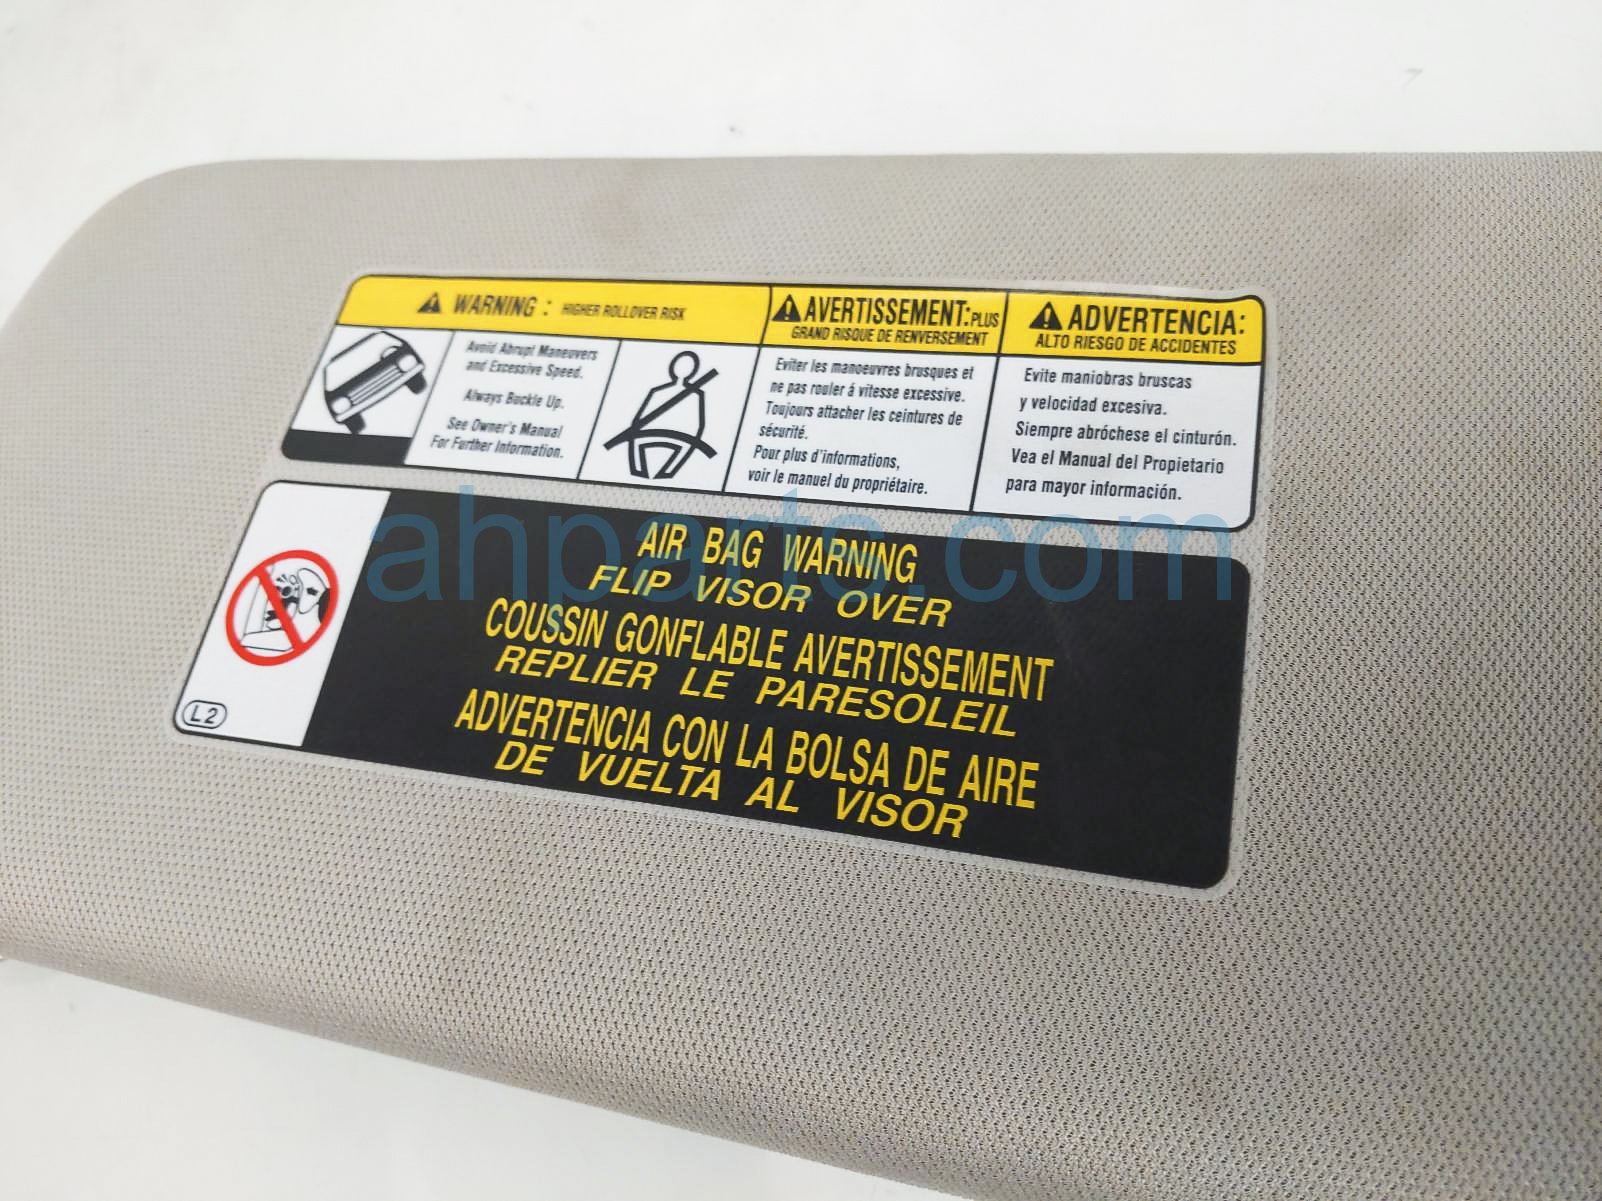 WARNING : HIGHER ROLLOVER RISK
Avoid Abrupt Maneuvers
and Excessive Speed.
Always Buckle Up.
See Owner's Manual
For Further Information.
AVERTISSEMENT: PLUS
GRAND RISQUE DE RENVERSEMENT
Eviter les manoeuvres brusques et
ne pas rouler á vitesse excessive.
Toujours attacher les ceintures de
sécurité.
Pour plus d'informations,
voir le manuel du propriétaire.
ADVERTENCIA:
ALTO RIESGO DE ACCIDENTES
Evite maniobras bruscas
y velocidad excesiva.
Siempre abróchese el cinturón.
Vea el Manual del Propietario
para mayor información.
ahparts.com
AIR BAG WARNING
FLIP VISOR OVER
COUSSIN GONFLABLE AVERTISSEMENT
REPLIER LE PARESOLEIL
ADVERTENCIA CON LA BOLSA DE AIRE
DE VUELTA AL VISOR
L2